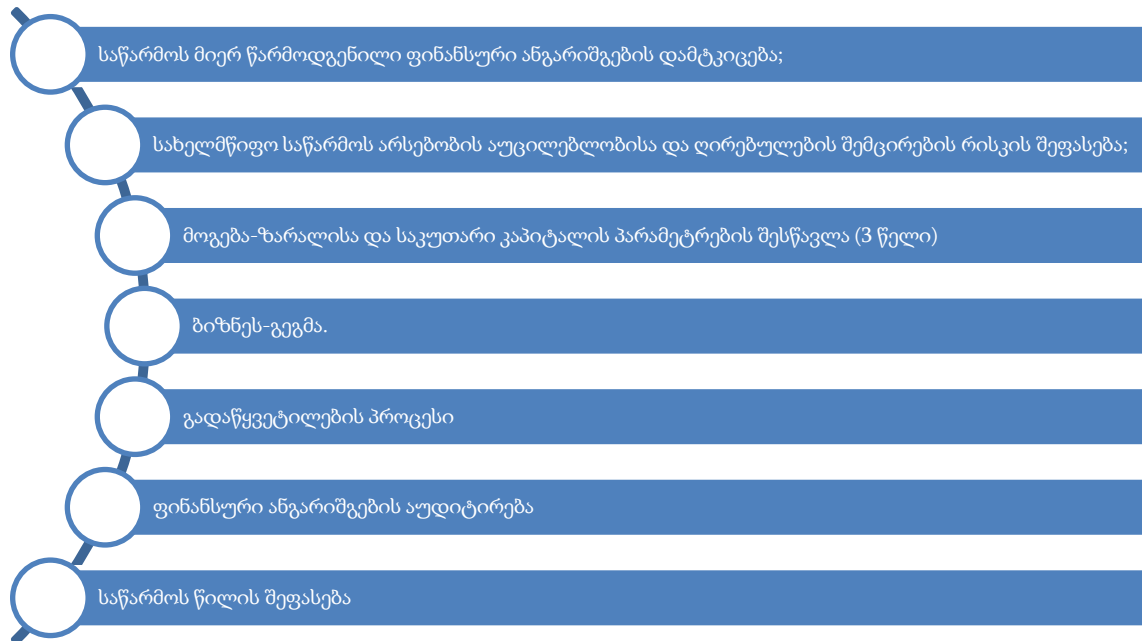 საწარმოს მიერ წარმოდგენილი ფინანსური ანგარიშგების დამტკიცება;
სახელმწიფო საწარმოს არსებობის აუცილებლობისა და ღირებულების შემცირების რისკის შეფასება;
მოგება-ზარალისა და საკუთარი კაპიტალის პარამეტრების შესწავლა (3 წელი)
ბიზნეს-გეგმა.
გადაწყვეტილების პროცესი
ფინანსური ანგარიშგების აუდიტირება
საწარმოს წილის შეფასება